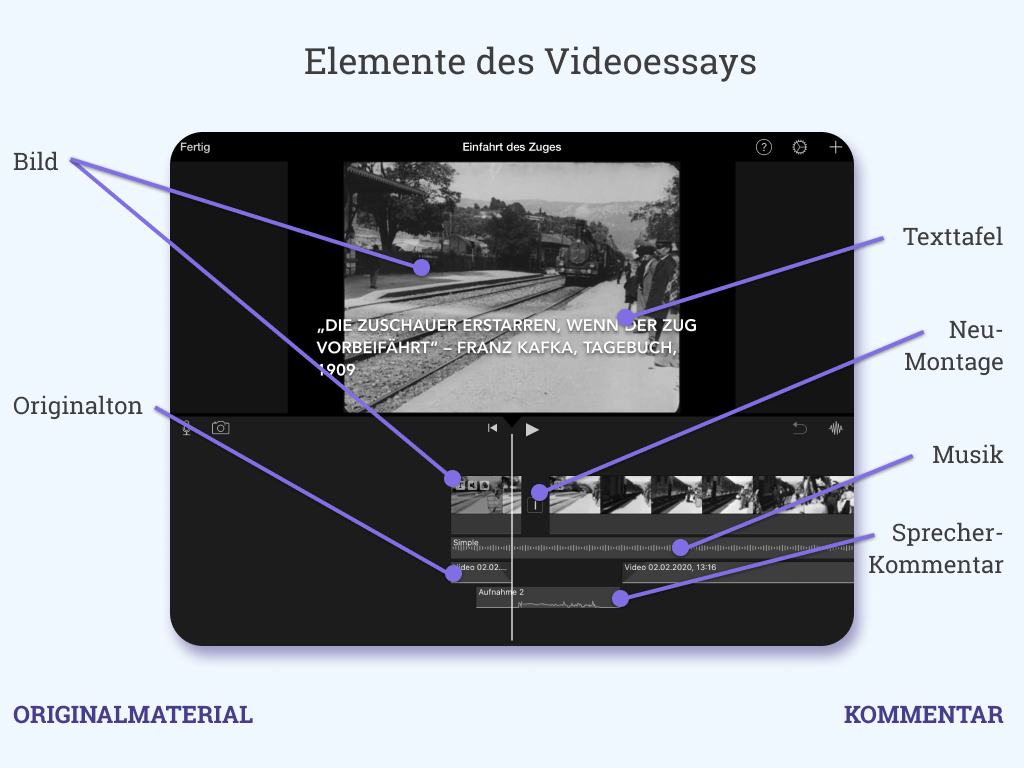 Elemente des Videoessays
Fertig
Einfahrt des Zuges
Bild
Texttafel
„DIE ZUSCHAUER ERSTARREN, WENN DER ZUG
VORBEIFÄHRT“ – FRANZ KAFKA, TAGEBUCH,
1909
Neu-
Montage
Originalton
Musik
Simple
Sprecher-
Kommentar
Video 02.02....
Video 02.02.2020, 13:16
Aufnahme 2
ORIGINALMATERIAL
KOMMENTAR